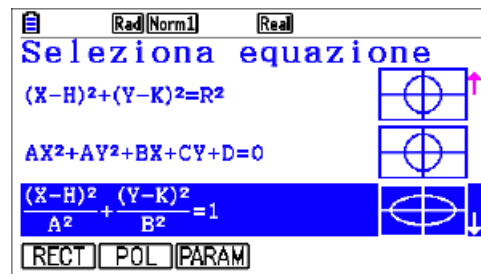 Rad Norm1 Real
Seleziona equazione
(X-H)²+(Y-K)²=R²
AX²+AY²+BX+CY+D=0
(X-H)²/A²+(Y-K)²/B²=1
RECT POL PARAM